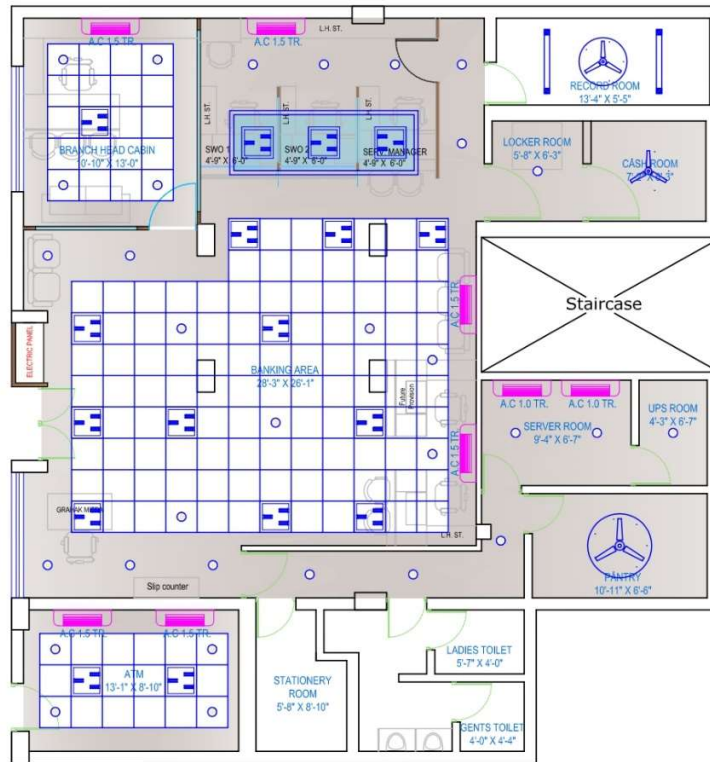 A.C 1.5 TR.
A.C 1.5 TR.
L.H. ST.
RECORD ROOM
13'-4" X 5'-5"
L.H. ST.
L.H. ST.
L.H. ST.
BRANCH HEAD CABIN
10'-10" X 13'-0"
SWO 1
4'-9" X 6'-0"
SWO 2
4'-9" X 6'-0"
SERV. MANAGER
4'-9" X 6'-0"
LOCKER ROOM
5'-8" X 6'-3"
CASH ROOM
A.C 1.5 TR.
Staircase
ELECTRIC PANEL
BANKING AREA
28'-3" X 26'-1"
Future
Provision
A.C 1.5 TR.
A.C 1.0 TR.
A.C 1.0 TR.
SERVER ROOM
9'-4" X 6'-7"
UPS ROOM
4'-3" X 6'-7"
GRAHAK MITRA
L.H. ST.
PANTRY
10'-11" X 6'-6"
Slip counter
A.C 1.5 TR.
A.C 1.5 TR.
ATM
13'-1" X 8'-10"
STATIONERY
ROOM
5'-8" X 8'-10"
LADIES TOILET
5'-7" X 4'-0"
GENTS TOILET
4'-0" X 4'-4"